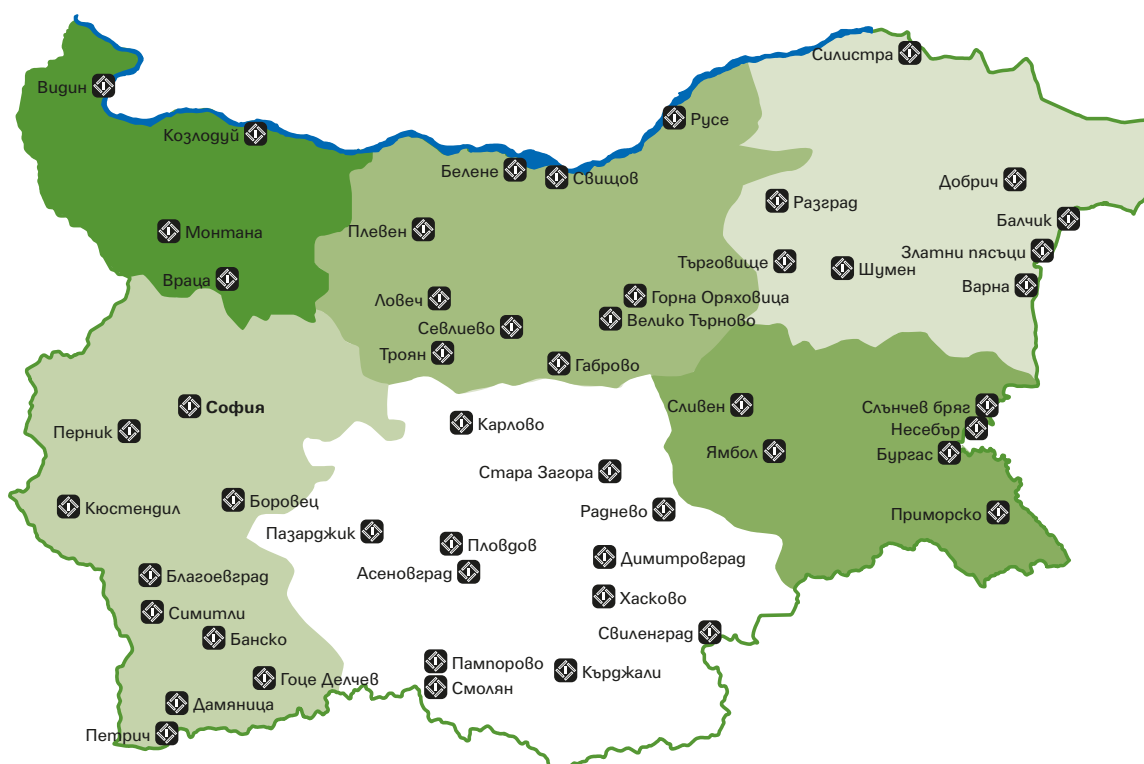 Силистра
Видин
Русе
Козлодуй
Белене
Свищов
Добрич
Разград
Балчик
Монтана
Плевен
Златни пясъци
Търговище
Шумен
Враца
Варна
Ловеч
Горна Оряховица
Севлиево
Велико Търново
Троян
Габрово
София
Сливен
Слънчев бряг
Перник
Карлово
Несебър
Ямбол
Бургас
Стара Загора
Кюстендил
Боровец
Раднево
Приморско
Пазарджик
Пловдов
Димитровград
Асеновград
Благоевград
Хасково
Симитли
Свиленград
Банско
Пампорово
Кърджали
Гоце Делчев
Смолян
Дамяница
Петрич